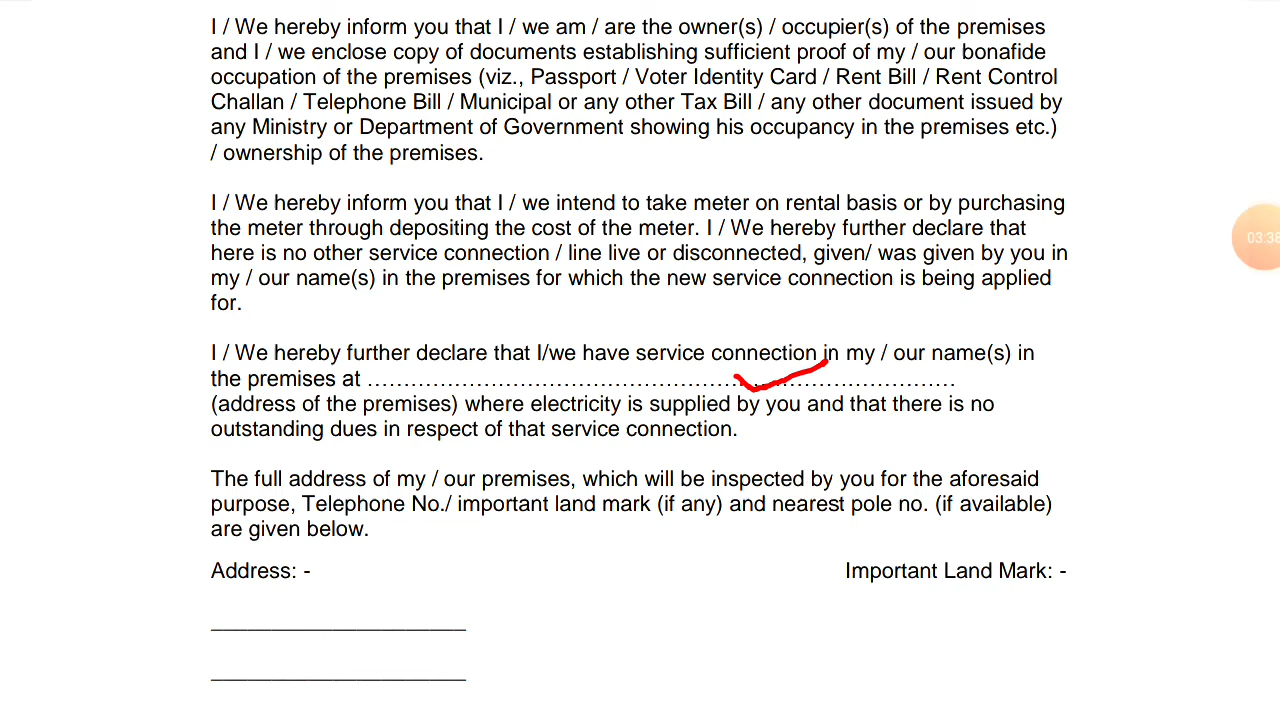 I / We hereby inform you that I / we am / are the owner(s) / occupier(s) of the premises
and I / we enclose copy of documents establishing sufficient proof of my / our bonafide
occupation of the premises (viz., Passport / Voter Identity Card / Rent Bill / Rent Control
Challan / Telephone Bill / Municipal or any other Tax Bill / any other document issued by
any Ministry or Department of Government showing his occupancy in the premises etc.)
/ ownership of the premises.
I / We hereby inform you that I / we intend to take meter on rental basis or by purchasing
the meter through depositing the cost of the meter. I / We hereby further declare that
here is no other service connection / line live or disconnected, given/ was given by you in
my / our name(s) in the premises for which the new service connection is being applied
for.
I / We hereby further declare that I/we have service connection in my / our name(s) in
the premises at ……………………………………………………………………
(address of the premises) where electricity is supplied by you and that there is no
outstanding dues in respect of that service connection.
The full address of my / our premises, which will be inspected by you for the aforesaid
purpose, Telephone No./ important land mark (if any) and nearest pole no. (if available)
are given below.
Address: - Important Land Mark: -
03:38